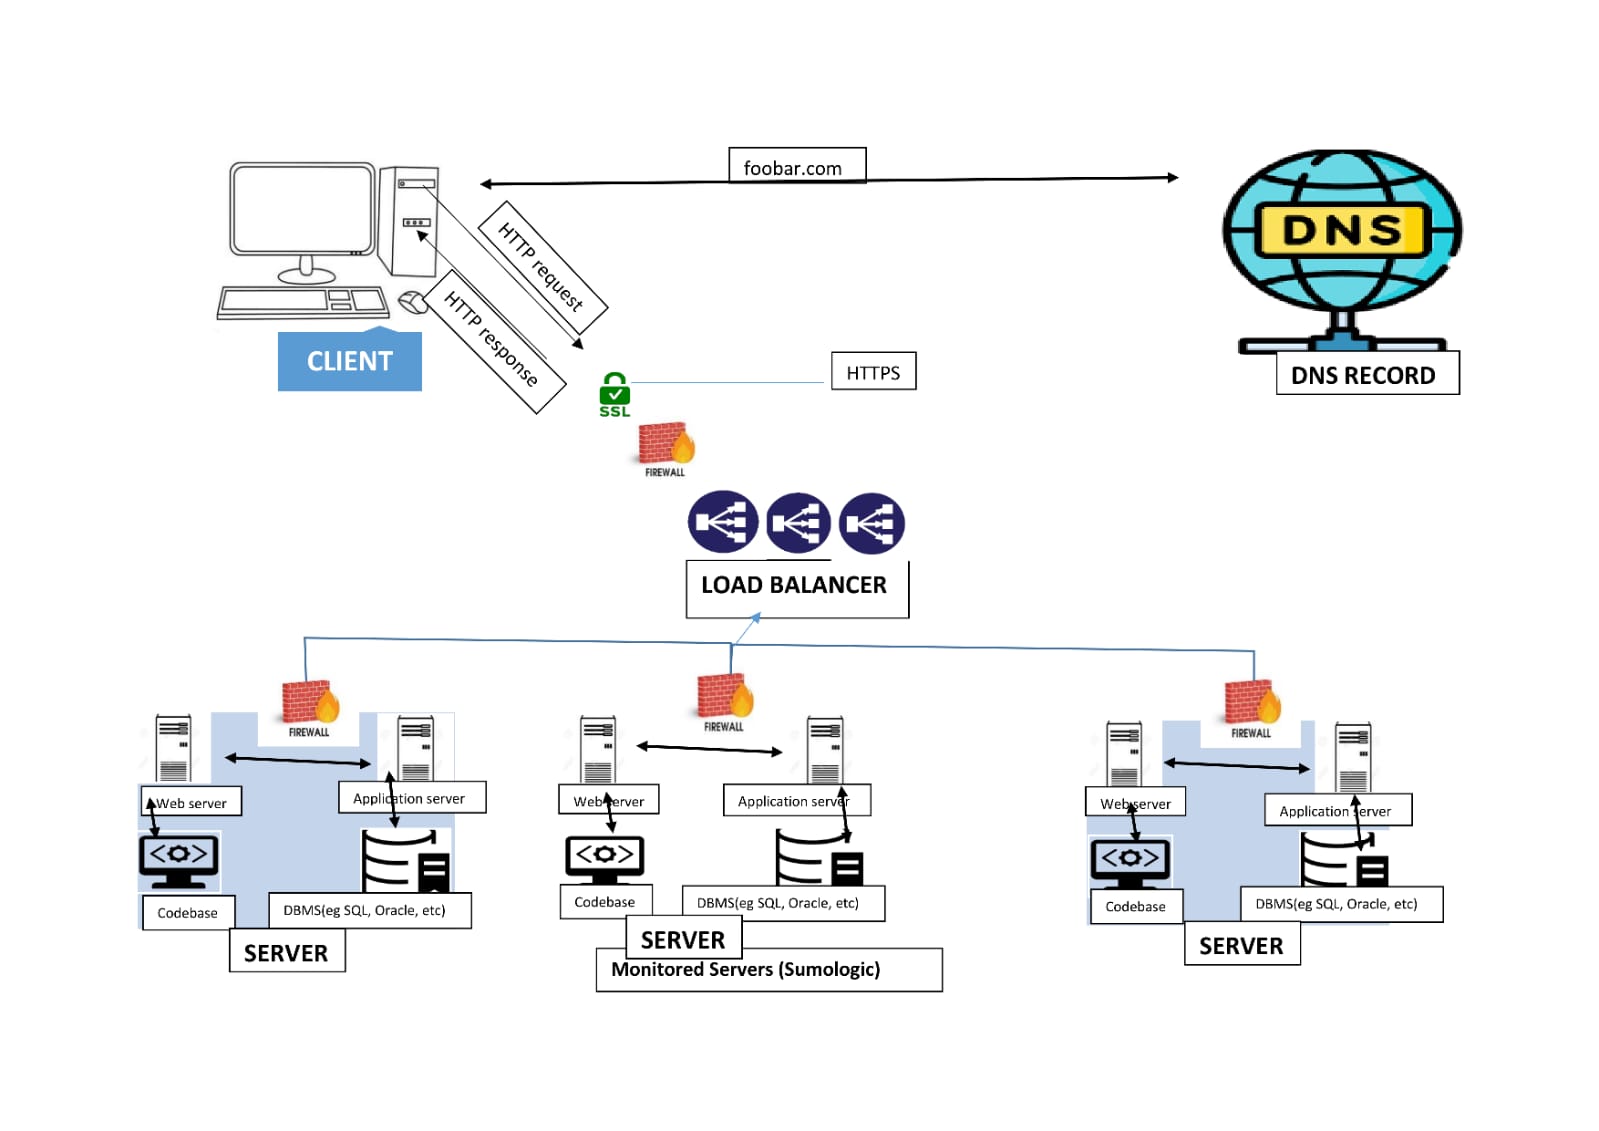 foobar.com
DNS
HTTP request
HTTP response
CLIENT
HTTPS
DNS RECORD
SSL
FIREWALL
LOAD BALANCER
FIREWALL
FIREWALL
FIREWALL
Web server
Application server
Web server
Application server
Web server
Application server
Codebase
DBMS(eg SQL, Oracle, etc)
Codebase
DBMS(eg SQL, Oracle, etc)
Codebase
DBMS(eg SQL, Oracle, etc)
SERVER
SERVER
SERVER
Monitored Servers (Sumologic)